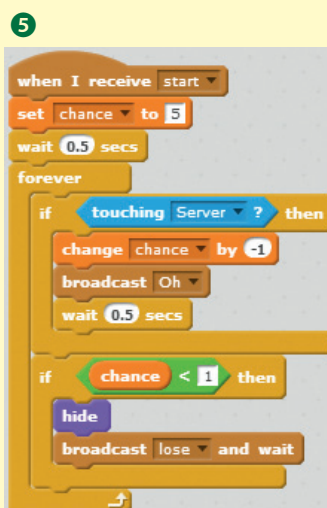 5
when I receive start
set chance to 5
wait 0.5 secs
forever
if touching Server ? then
change chance by -1
broadcast Oh
wait 0.5 secs
if chance < 1 then
hide
broadcast lose and wait